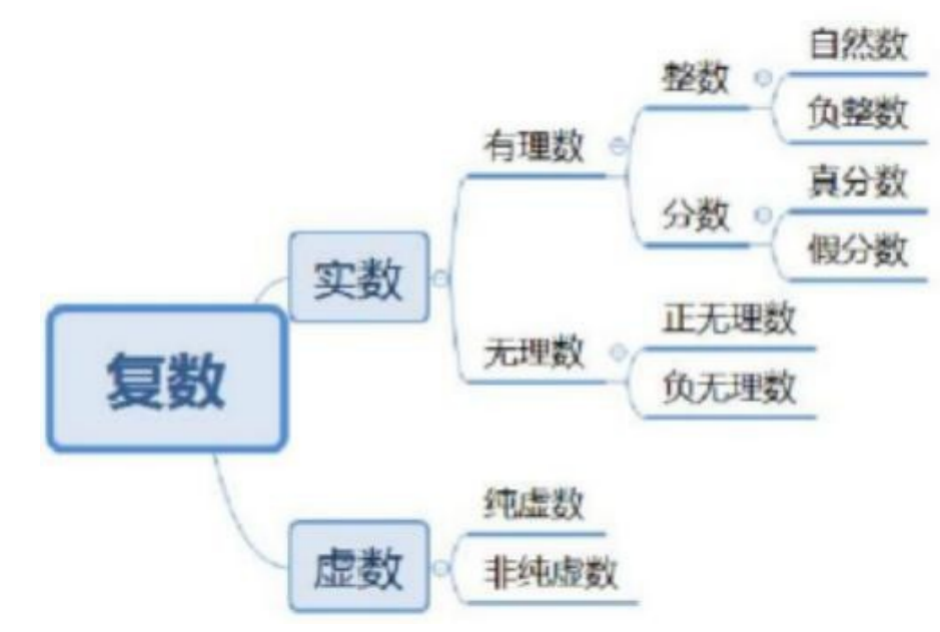 自然数
整数
负整数
有理数
真分数
分数
假分数
实数
正无理数
无理数
负无理数
复数
纯虚数
虚数
非纯虚数